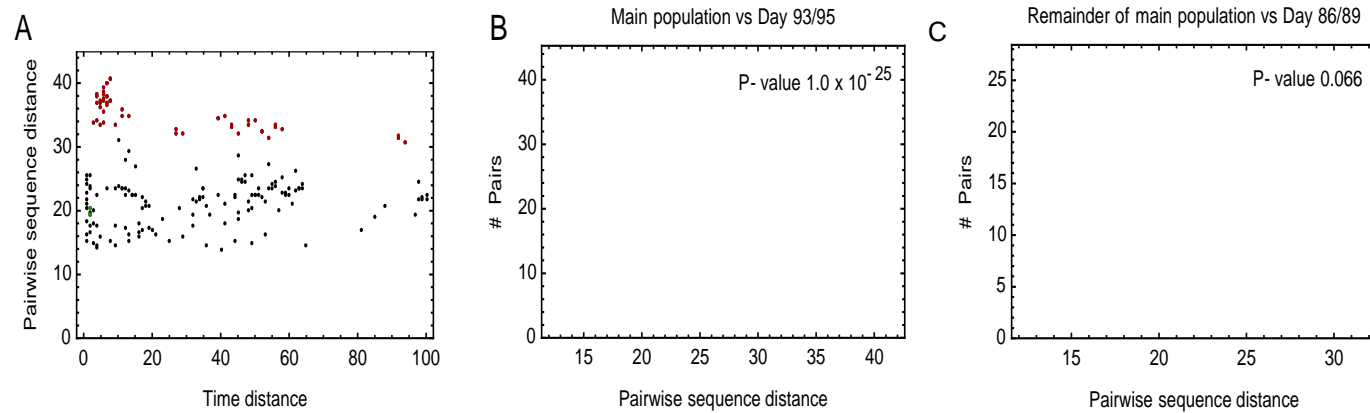 A
Pairwise sequence distance
40
30
20
10
0
0 20 40 60 80 100
Time distance
B
Main population vs Day 93/95
P- value 1.0 x 10^-25
# Pairs
40
30
20
10
0
15 20 25 30 35 40
Pairwise sequence distance
C
Remainder of main population vs Day 86/89
P- value 0.066
# Pairs
25
20
15
10
5
0
15 20 25 30
Pairwise sequence distance